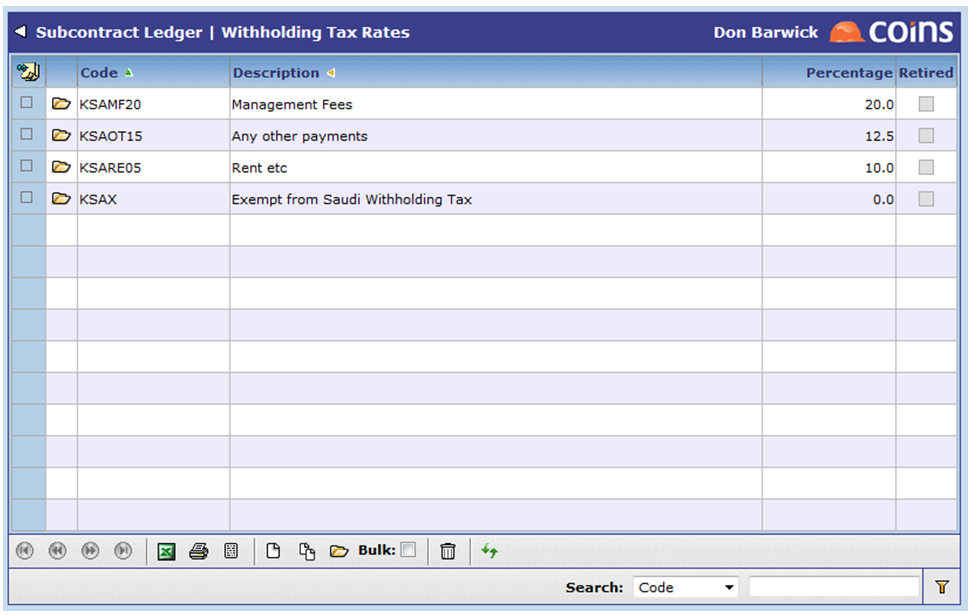 Subcontract Ledger | Withholding Tax Rates Don Barwick COINS
Code Description Percentage Retired
KSAMF20 Management Fees 20.0
KSAOT15 Any other payments 12.5
KSARE05 Rent etc 10.0
KSAX Exempt from Saudi Withholding Tax 0.0
Bulk:
Search: Code